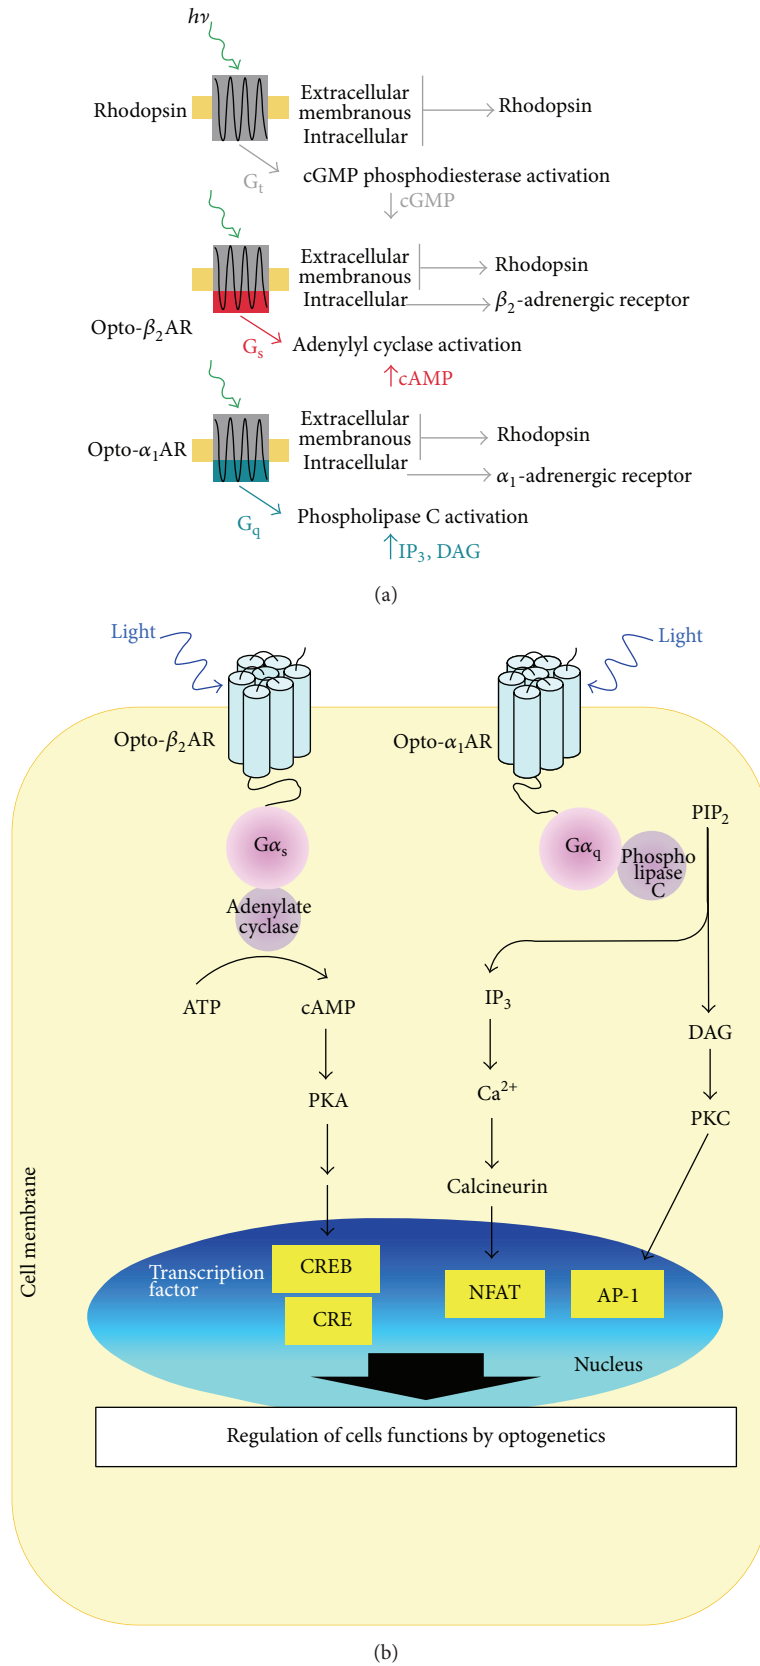 hν
Rhodopsin
Extracellular
membranous
Intracellular
Rhodopsin
Gt
cGMP phosphodiesterase activation
↓cGMP
Extracellular
membranous
Intracellular
Rhodopsin
β2-adrenergic receptor
Opto-β2AR
Gs
Adenylyl cyclase activation
↑cAMP
Opto-α1AR
Extracellular
membranous
Intracellular
Rhodopsin
α1-adrenergic receptor
Gq
Phospholipase C activation
↑IP3, DAG
(a)
Light
Light
Opto-β2AR
Opto-α1AR
Gαs
Adenylate
cyclase
Gαq
Phospho
lipase
C
PIP2
ATP
cAMP
IP3
DAG
PKA
Ca2+
PKC
Calcineurin
Cell membrane
Transcription
factor
CREB
CRE
NFAT
AP-1
Nucleus
Regulation of cells functions by optogenetics
(b)